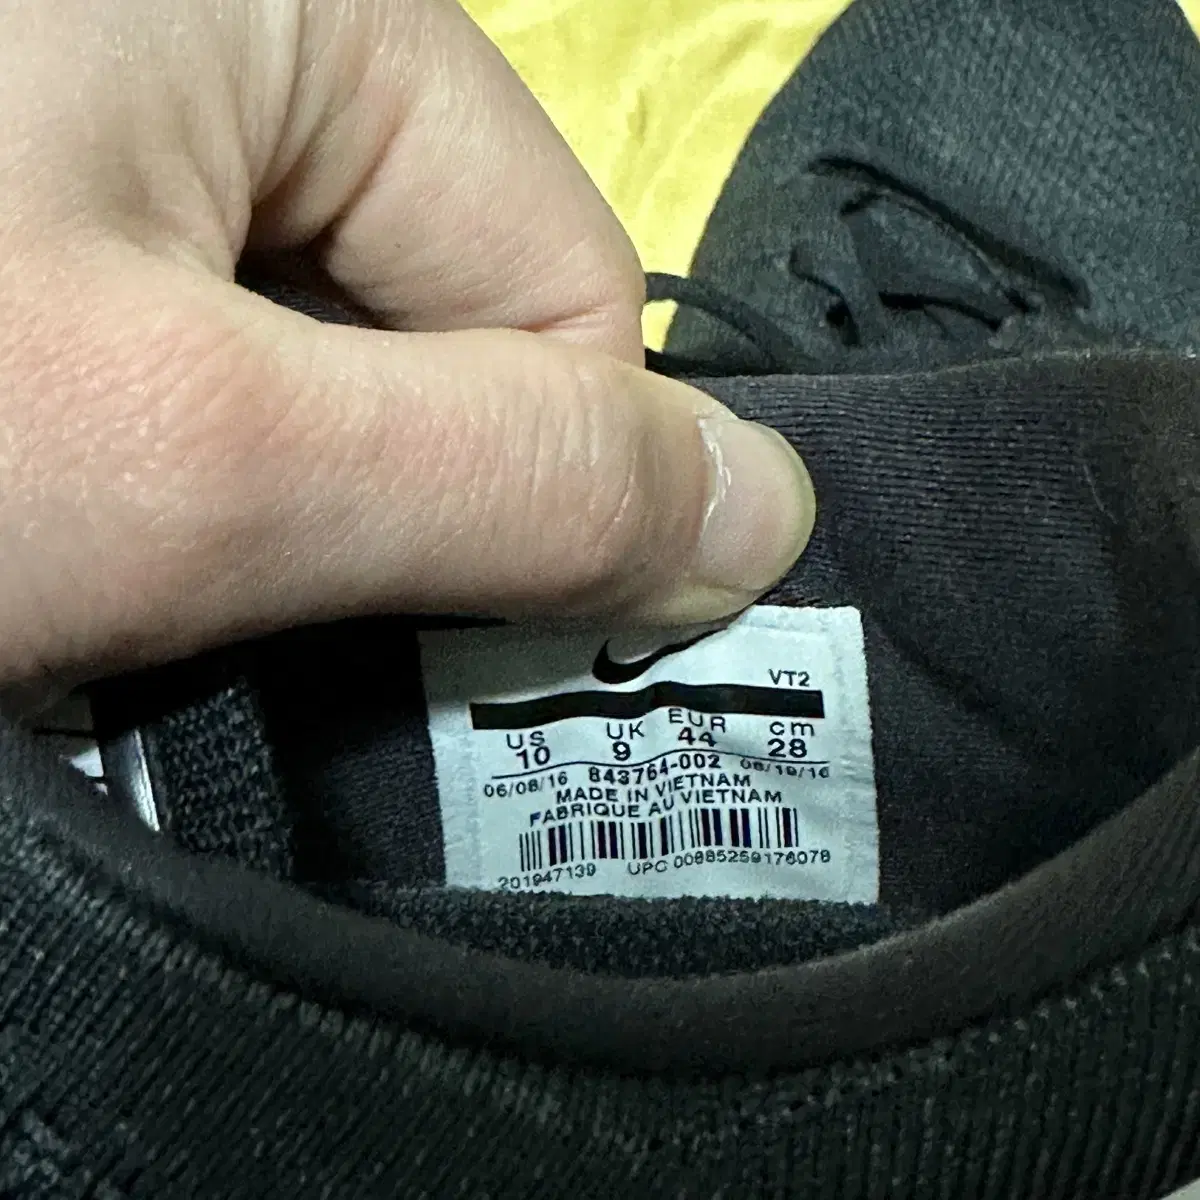 VT2
US UK EUR cm
10 9 44 28
06/08/16 843764-002 08/19/16
MADE IN VIETNAM
FABRIQUE AU VIETNAM
201947139 UPC 00885259176078